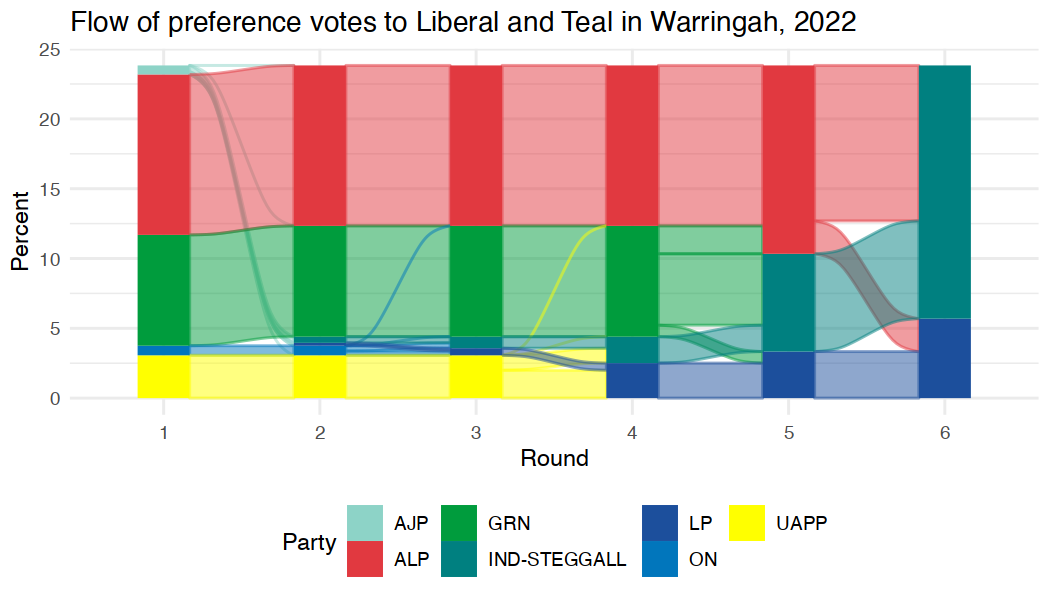 Flow of preference votes to Liberal and Teal in Warringah, 2022
Percent
25
20
15
10
5
0
1 2 3 4 5 6
Round
Party
AJP GRN LP UAPP
ALP IND-STEGGALL ON